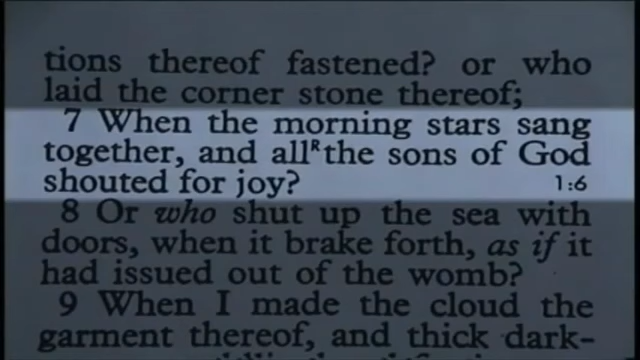 tions thereof fastened? or who
laid the corner stone thereof;
7 When the morning stars sang
together, and allᴿthe sons of God
shouted for joy? 1:6
8 Or who shut up the sea with
doors, when it brake forth, as if it
had issued out of the womb?
9 When I made the cloud the
garment thereof, and thick dark-